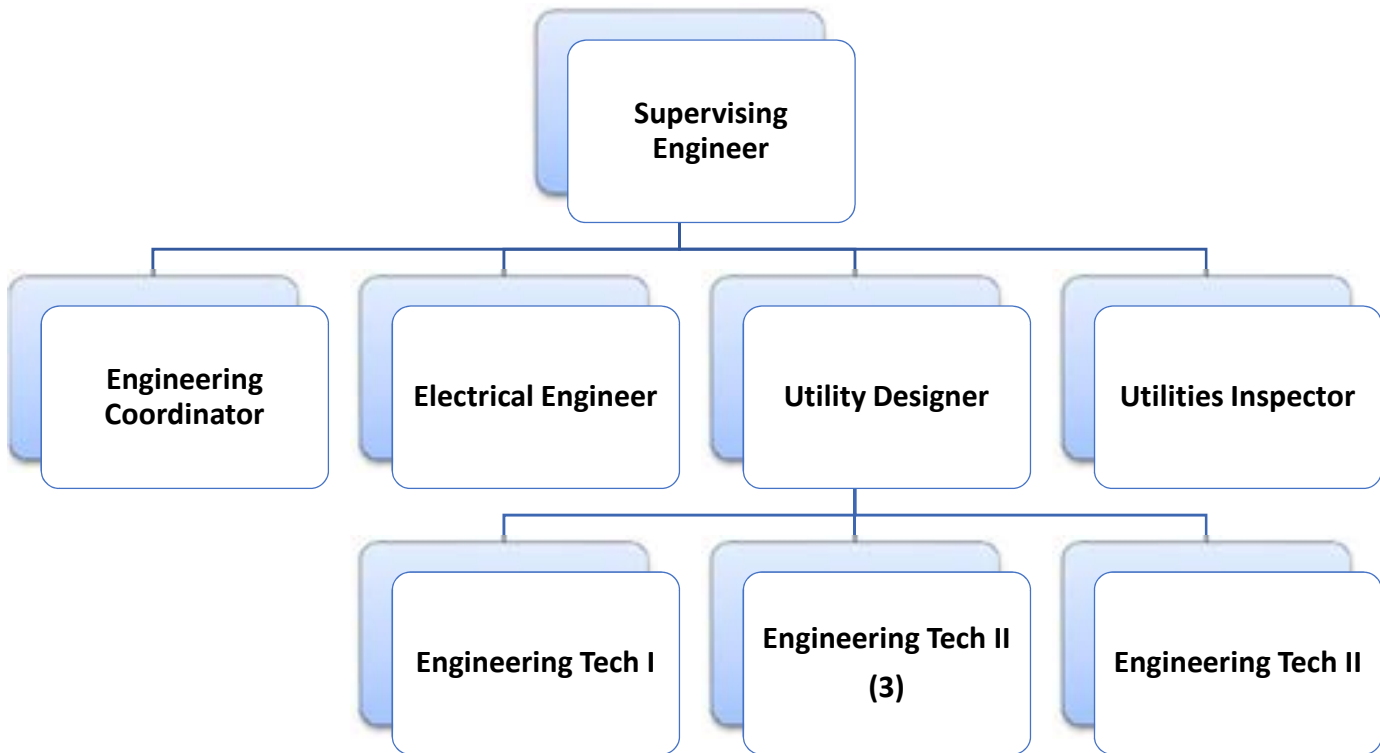 Supervising
Engineer
Engineering
Coordinator
Electrical Engineer
Utility Designer
Utilities Inspector
Engineering Tech I
Engineering Tech II
(3)
Engineering Tech II